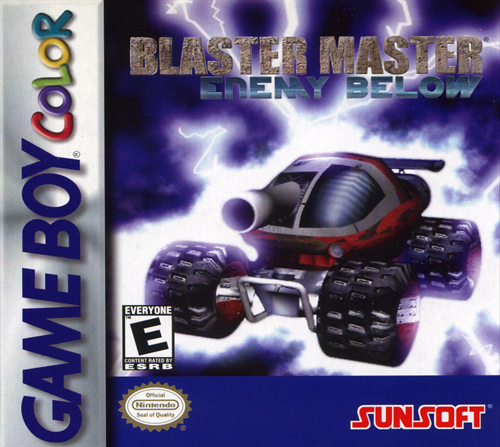 GAME BOY COLOR
BLASTER MASTER®
ENEMY BELOW
EVERYONE
E
CONTENT RATED BY
ESRB
Official
Nintendo
Seal of Quality
SUNSOFT®